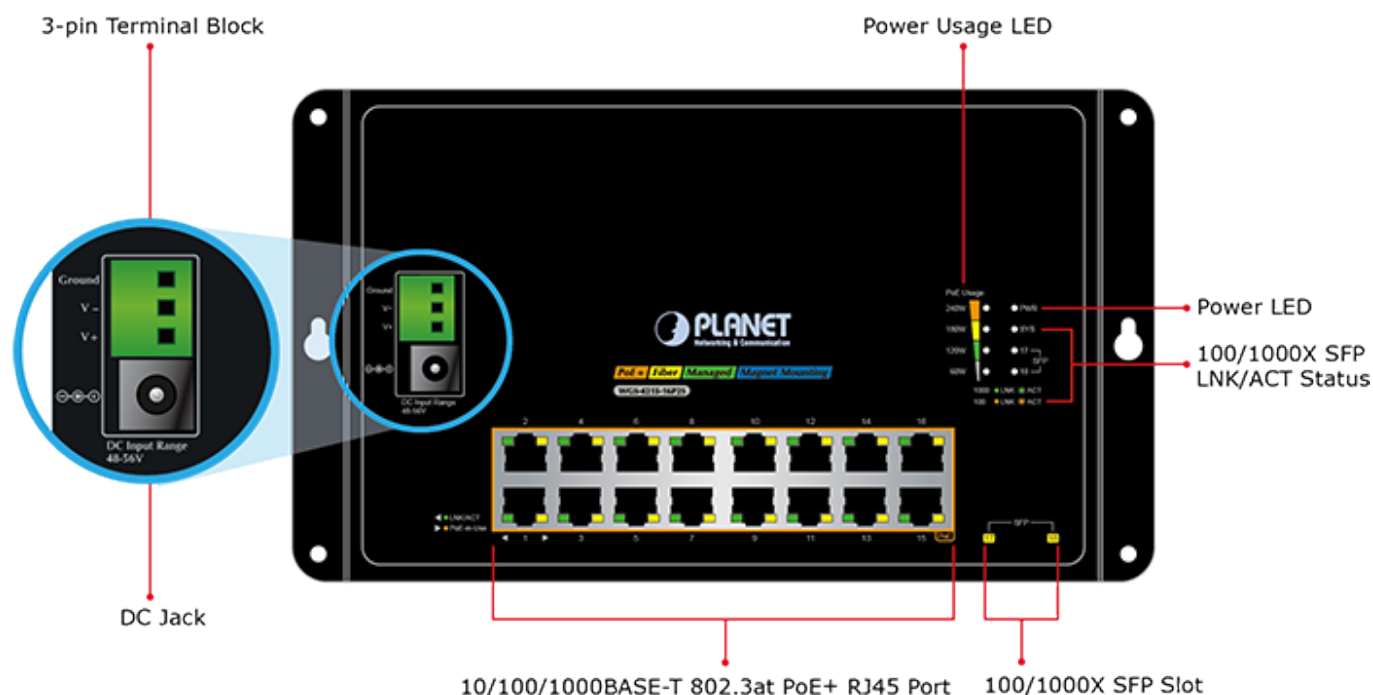 3-pin Terminal Block
Power Usage LED
Ground
V -
V +
DC Input Range
48-56V
Ground
V-
V+
DC Input Range
48-56V
PLANET
Networking & Communication
PoE + Fiber Managed Magnet Mounting
WGS-4215-16P2S
PoE Usage
240W PWR
180W SYS
120W 17
SFP
60W 18
1000 LNK ACT
100 LNK ACT
Power LED
100/1000X SFP
LNK/ACT Status
2 4 6 8 10 12 14 16
LNK/ACT
PoE-in-Use
1 3 5 7 9 11 13 15
SFP
17 18
DC Jack
10/100/1000BASE-T 802.3at PoE+ RJ45 Port
100/1000X SFP Slot